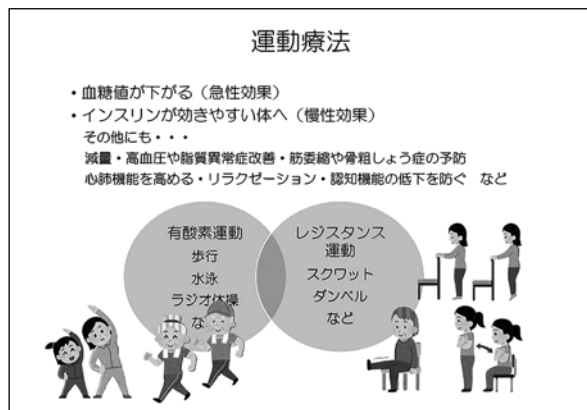 運動療法
・血糖値が下がる（急性効果）
・インスリンが効きやすい体へ（慢性効果）
その他にも・・・
減量・高血圧や脂質異常症改善・筋萎縮や骨粗しょう症の予防
心肺機能を高める・リラクゼーション・認知機能の低下を防ぐ　など
有酸素運動
歩行
水泳
ラジオ体操
な
レジスタンス
運動
スクワット
ダンベル
など